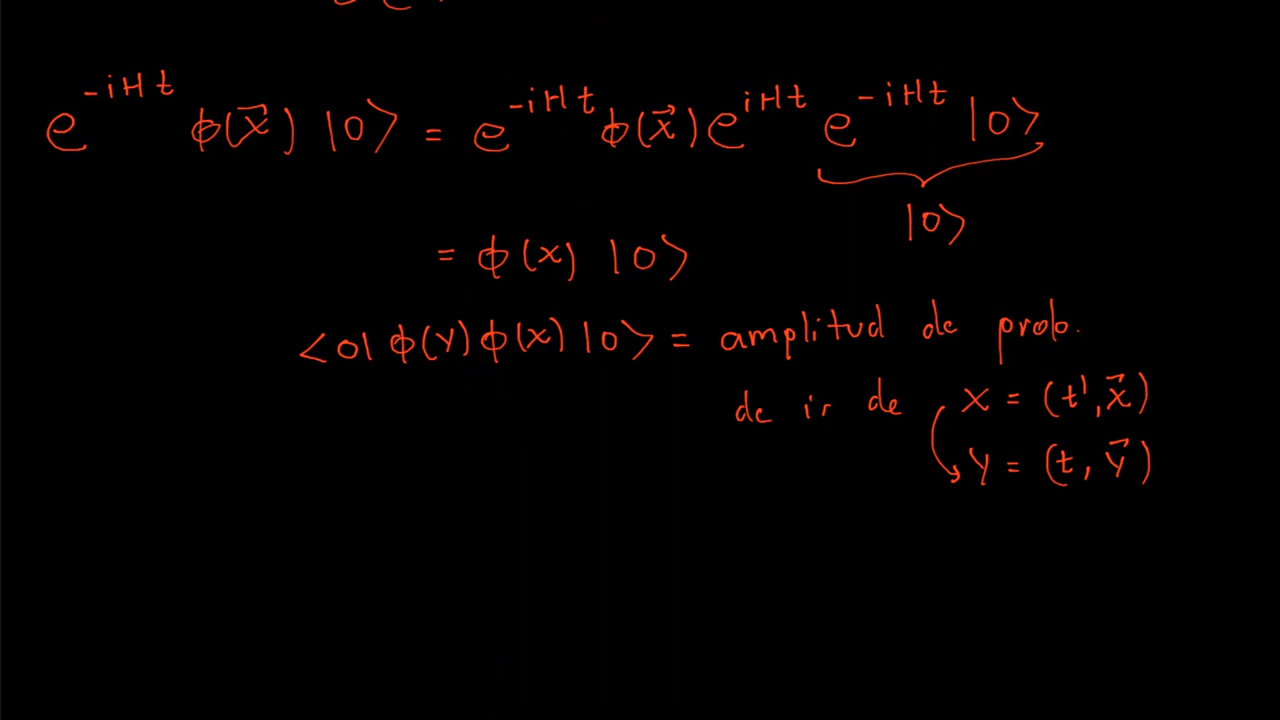 e^{-iHt} φ(x⃗) |0⟩ = e^{-iHt} φ(x⃗) e^{iHt} e^{-iHt} |0⟩
|0⟩
= φ(x) |0⟩
<0| φ(y) φ(x) |0⟩ = amplitud de prob.
de ir de x = (t', x⃗)
y = (t, y⃗)